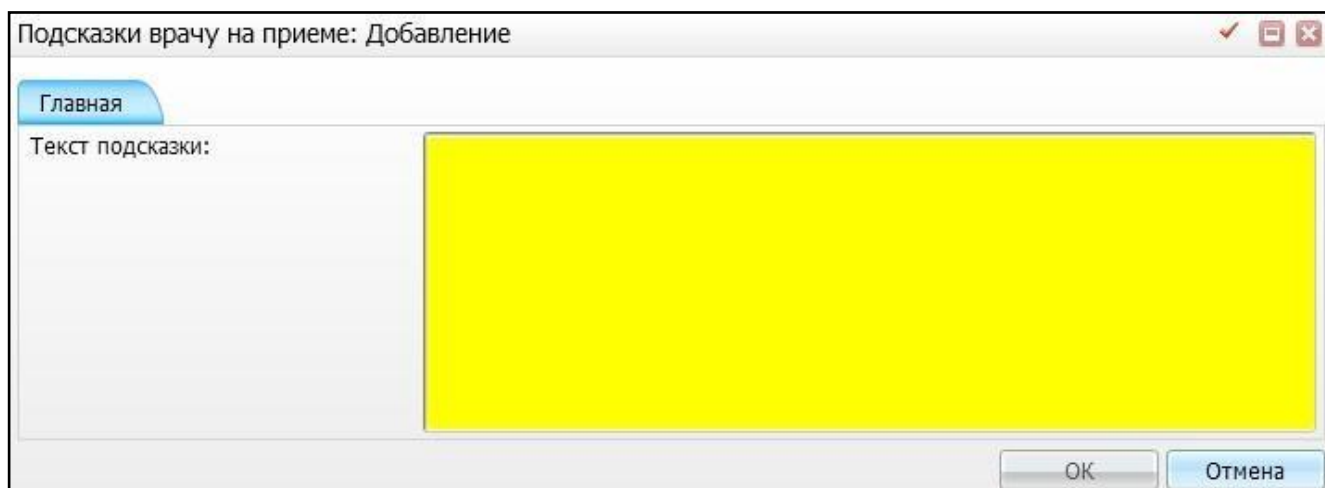 Подсказки врачу на приеме: Добавление
Главная
Текст подсказки:
ОК Отмена